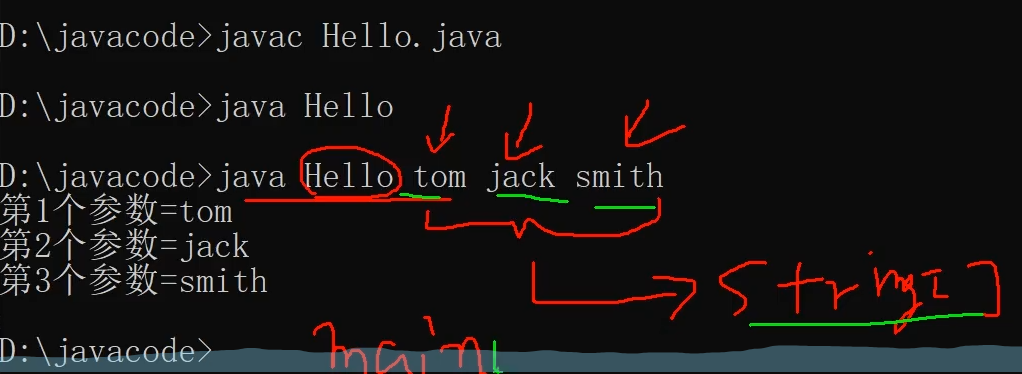 D:\javacode>javac Hello.java
D:\javacode>java Hello
D:\javacode>java Hello tom jack smith
第1个参数=tom
第2个参数=jack
第3个参数=smith
String[]
D:\javacode>
main